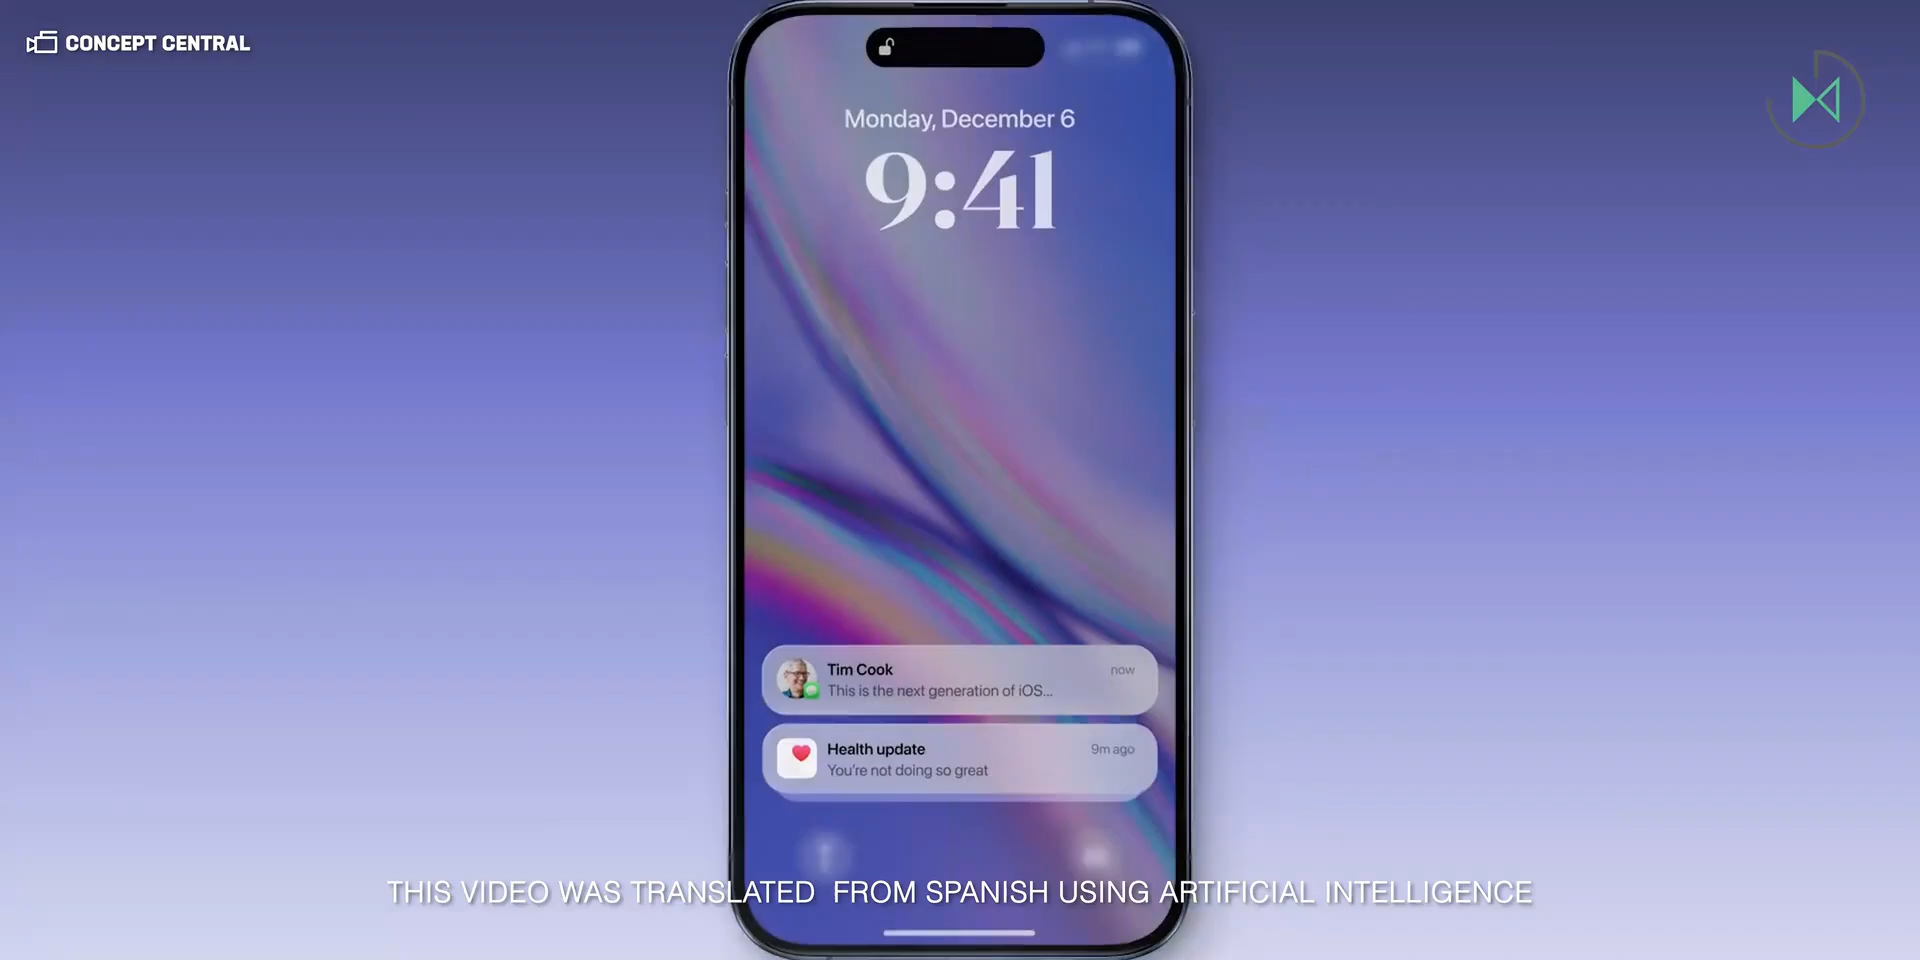 CONCEPT CENTRAL
Monday, December 6
9:41
Tim Cook
now
This is the next generation of iOS...
Health update
9m ago
You're not doing so great
THIS VIDEO WAS TRANSLATED FROM SPANISH USING ARTIFICIAL INTELLIGENCE